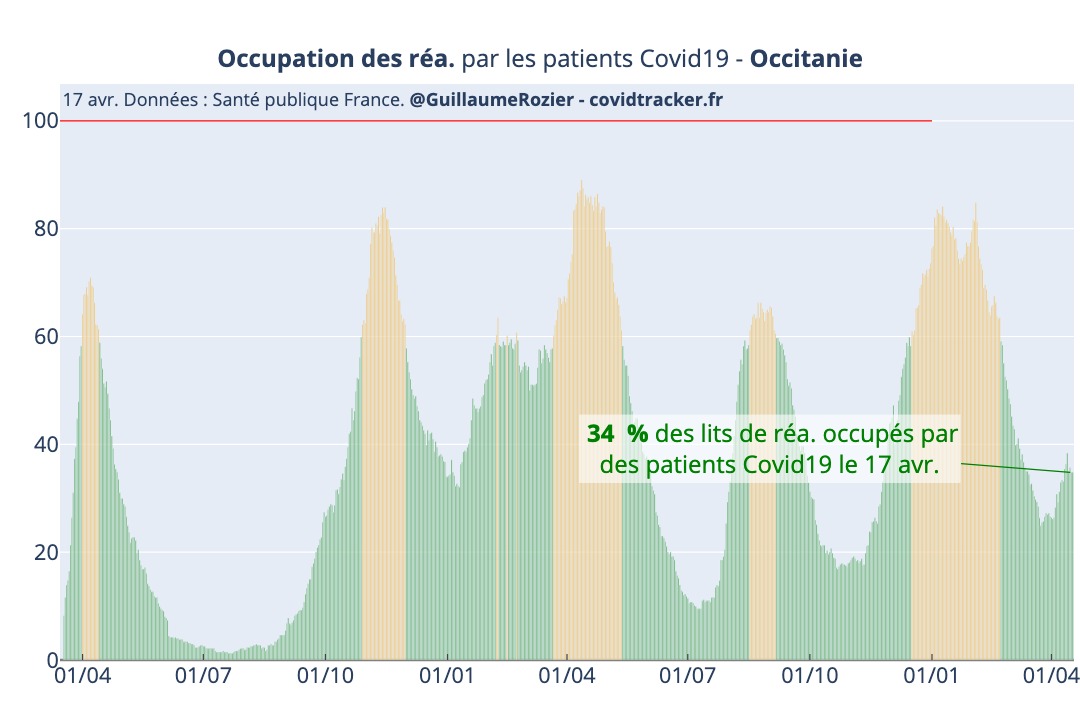 Occupation des réa. par les patients Covid19 - Occitanie
17 avr. Données : Santé publique France. @GuillaumeRozier - covidtracker.fr
100
80
60
40
20
0
34 % des lits de réa. occupés par
des patients Covid19 le 17 avr.
01/04 01/07 01/10 01/01 01/04 01/07 01/10 01/01 01/04